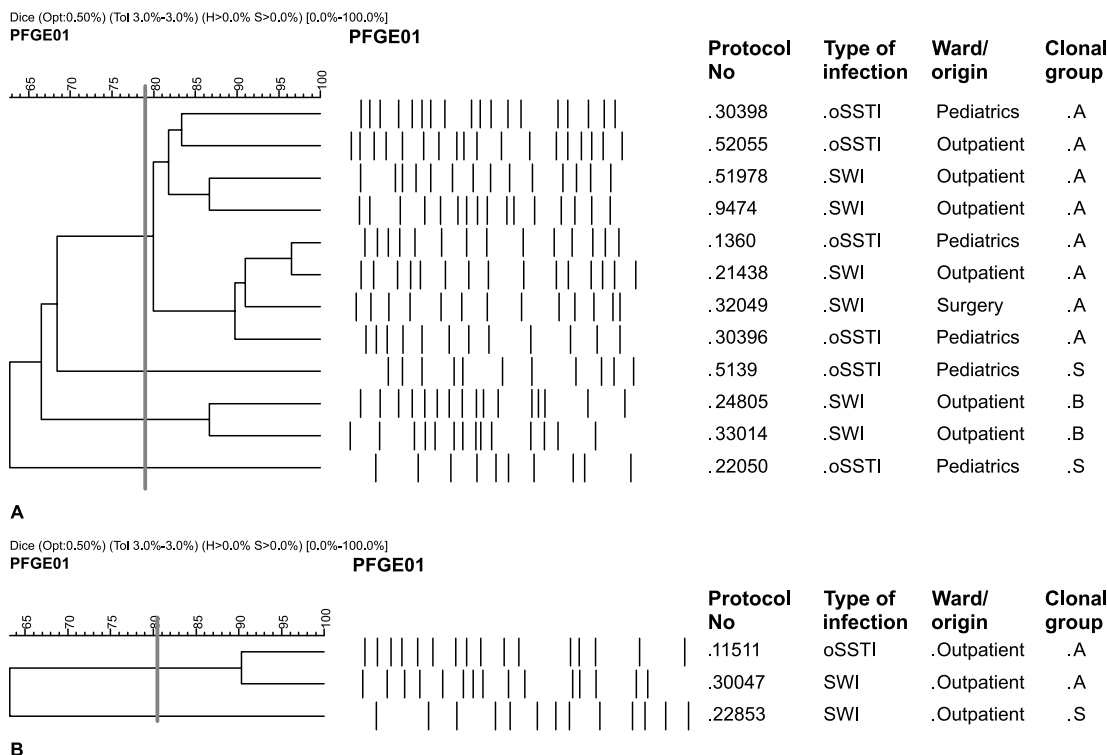 Dice (Opt:0.50%) (Tol 3.0%-3.0%) (H>0.0% S>0.0%) [0.0%-100.0%]
PFGE01 PFGE01
Protocol No Type of infection Ward/ origin Clonal group
65 70 75 80 85 90 95 100
.30398 .oSSTI Pediatrics .A
.52055 .oSSTI Outpatient .A
.51978 .SWI Outpatient .A
.9474 .SWI Outpatient .A
.1360 .oSSTI Pediatrics .A
.21438 .SWI Outpatient .A
.32049 .SWI Surgery .A
.30396 .oSSTI Pediatrics .A
.5139 .oSSTI Pediatrics .S
.24805 .SWI Outpatient .B
.33014 .SWI Outpatient .B
.22050 .oSSTI Pediatrics .S
A
Dice (Opt:0.50%) (Tol 3.0%-3.0%) (H>0.0% S>0.0%) [0.0%-100.0%]
PFGE01 PFGE01
Protocol No Type of infection Ward/ origin Clonal group
65 70 75 80 85 90 95 100
.11511 oSSTI .Outpatient .A
.30047 SWI .Outpatient .A
.22853 SWI .Outpatient .S
B